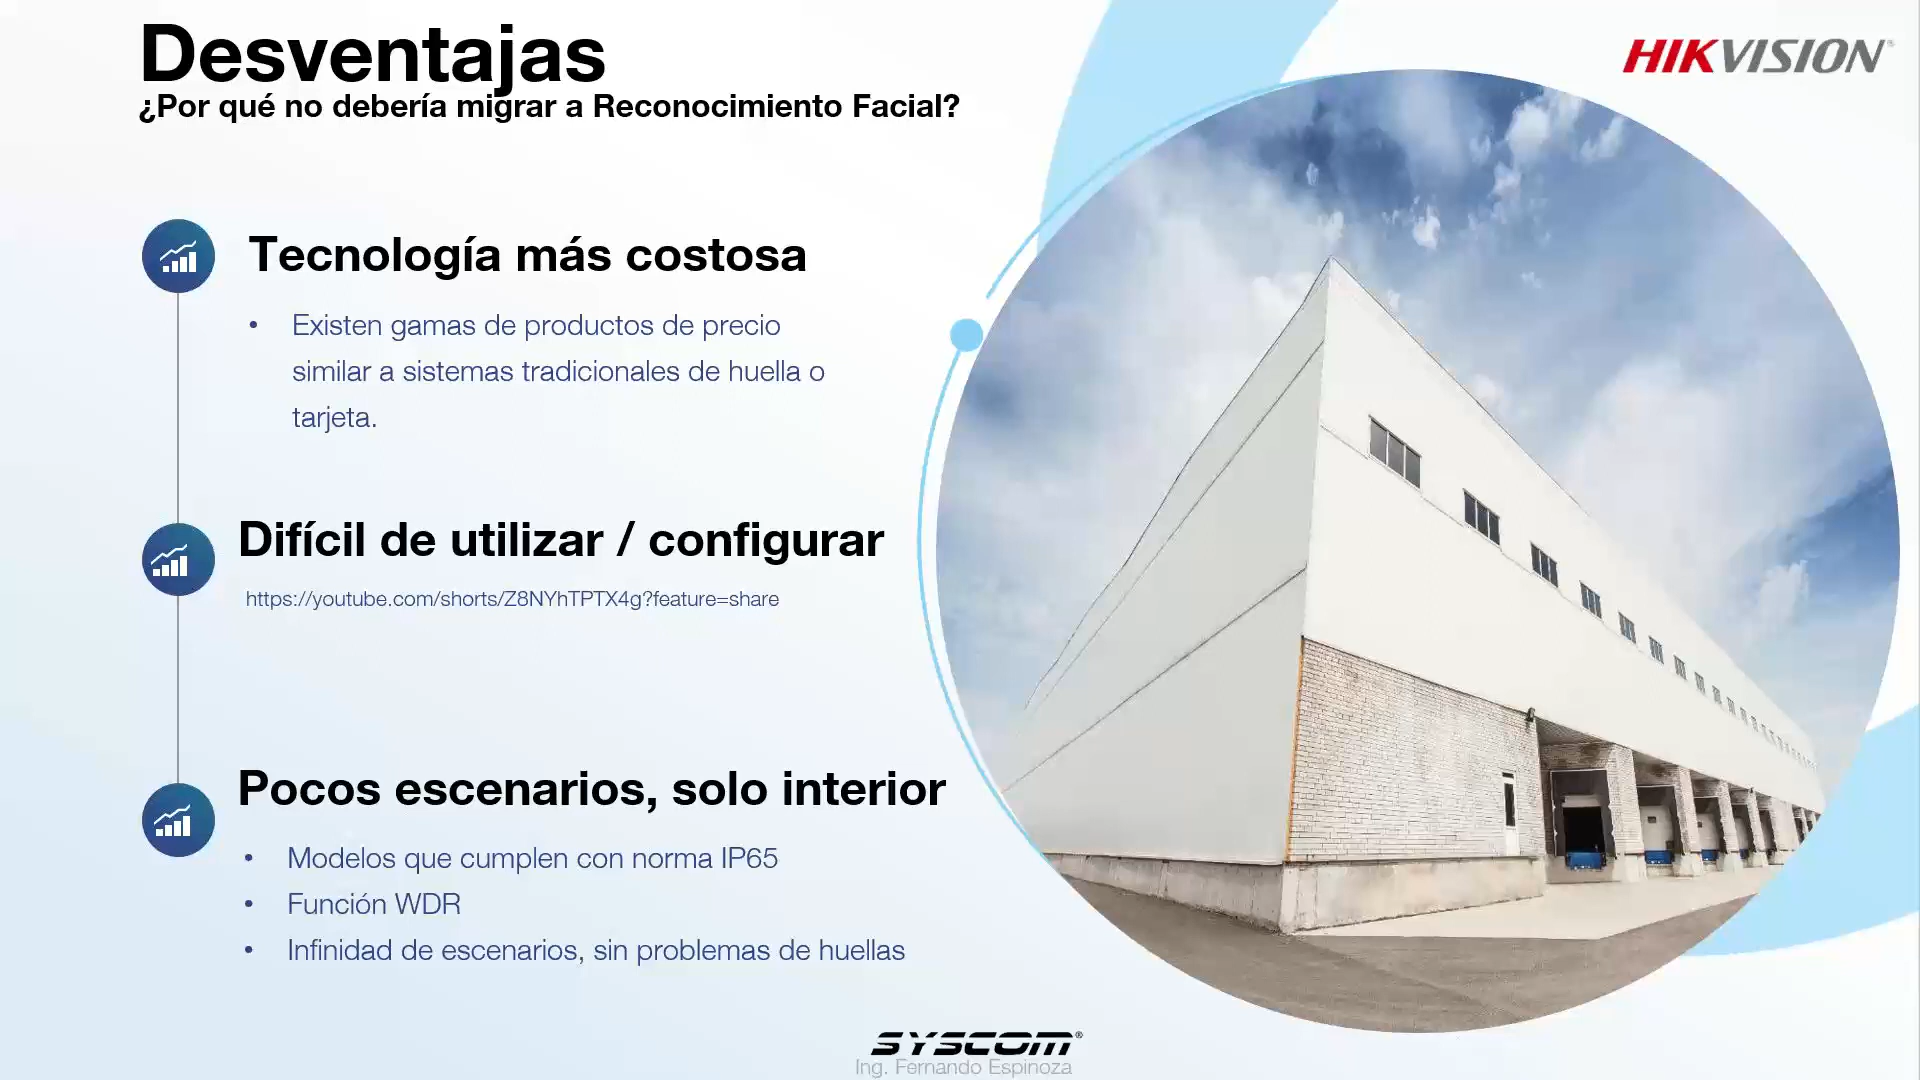 Desventajas
¿Por qué no debería migrar a Reconocimiento Facial?
HIKVISION®
Tecnología más costosa
• Existen gamas de productos de precio
similar a sistemas tradicionales de huella o
tarjeta.
Difícil de utilizar / configurar
https://youtube.com/shorts/Z8NYhTPTX4g?feature=share
Pocos escenarios, solo interior
• Modelos que cumplen con norma IP65
• Función WDR
• Infinidad de escenarios, sin problemas de huellas
SYSCOM®
Ing. Fernando Espinoza